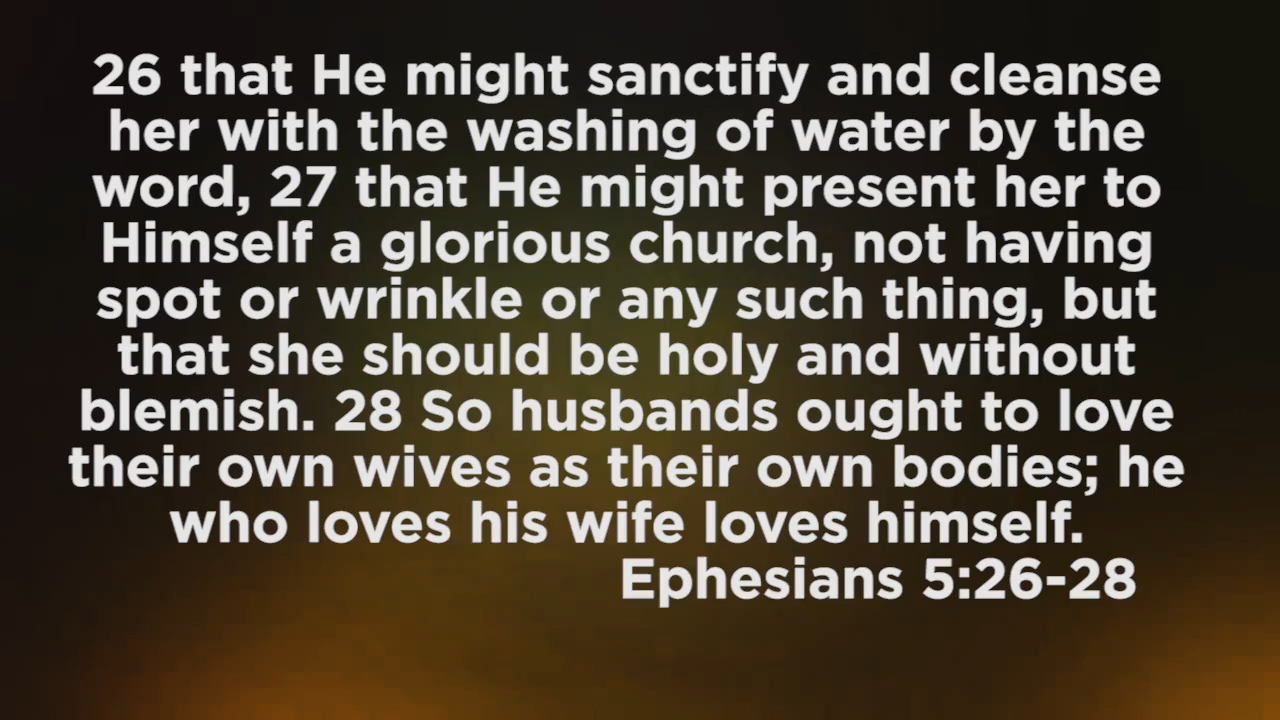 26 that He might sanctify and cleanse
her with the washing of water by the
word, 27 that He might present her to
Himself a glorious church, not having
spot or wrinkle or any such thing, but
that she should be holy and without
blemish. 28 So husbands ought to love
their own wives as their own bodies; he
who loves his wife loves himself.
Ephesians 5:26-28